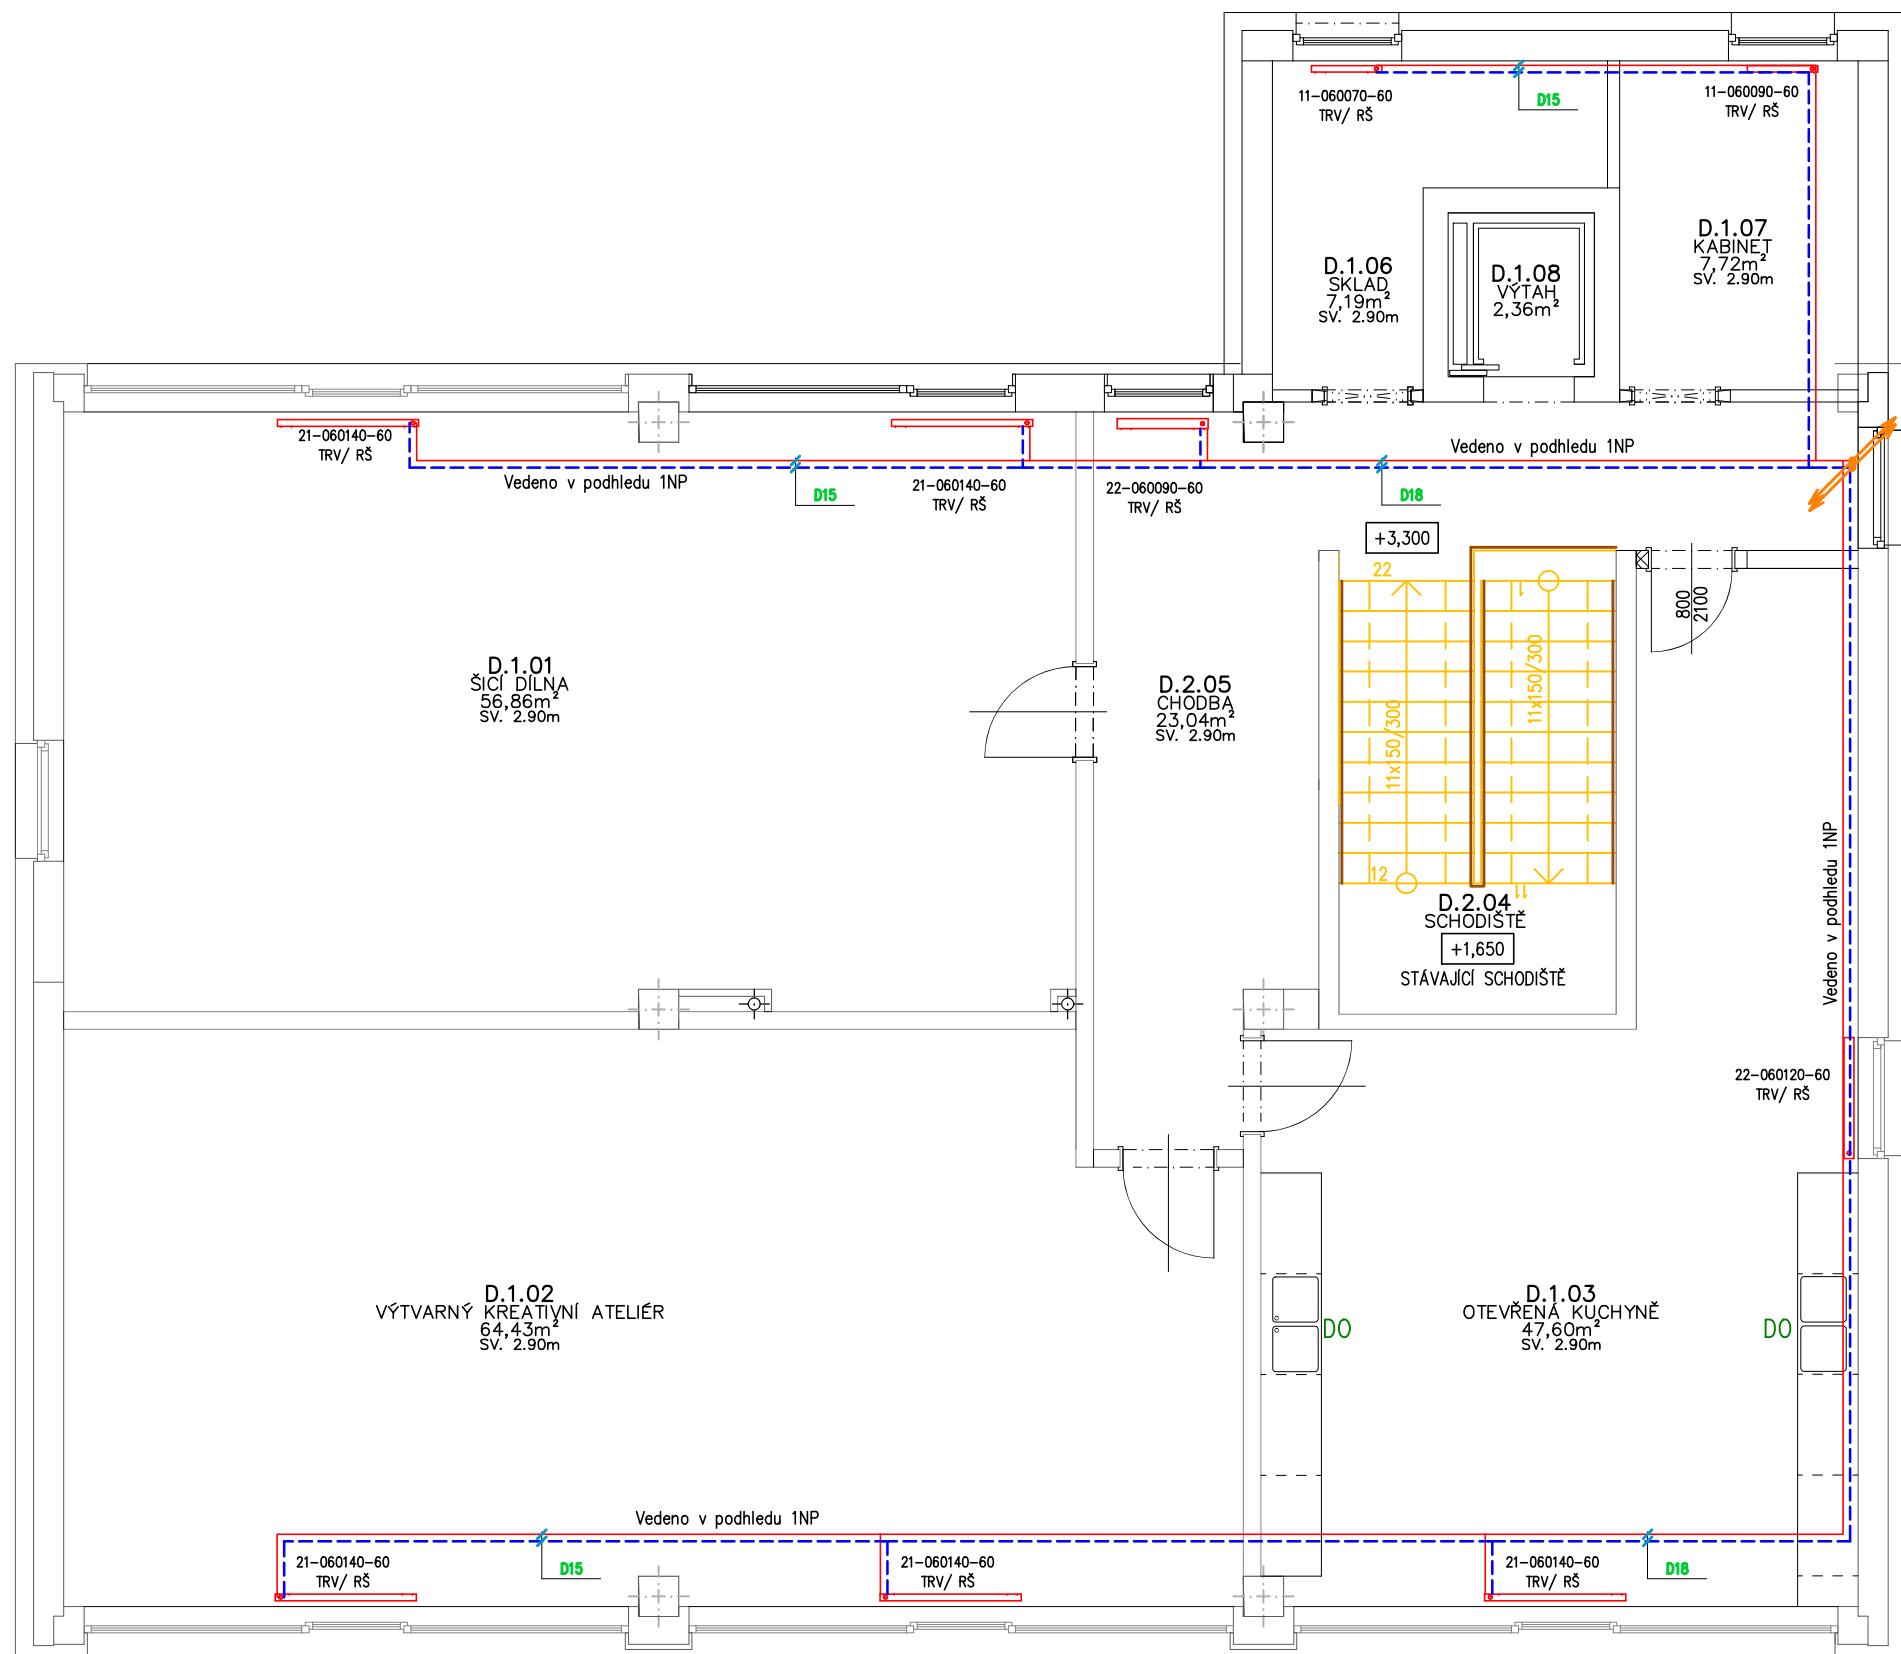 11-060070-60
TRV/ RŠ
D15
11-060090-60
TRV/ RŠ
D.1.06
SKLAD
7,19m²
SV. 2.90m
D.1.08
VÝTAH
2,36m²
D.1.07
KABINET
7,72m²
SV. 2.90m
21-060140-60
TRV/ RŠ
Vedeno v podhledu 1NP
D15
21-060140-60
TRV/ RŠ
22-060090-60
TRV/ RŠ
Vedeno v podhledu 1NP
D18
+3,300
22
11
11x150/300
11x150/300
12
1
800
2100
D.1.01
ŠICÍ DÍLNA
56,86m²
SV. 2.90m
D.2.05
CHODBA
23,04m²
SV. 2.90m
D.2.04
SCHODIŠTĚ
+1,650
STÁVAJÍCÍ SCHODIŠTĚ
Vedeno v podhledu 1NP
22-060120-60
TRV/ RŠ
D.1.02
VÝTVARNÝ KREATIVNÍ ATELIÉR
64,43m²
SV. 2.90m
DO
D.1.03
OTEVŘENÁ KUCHYNĚ
47,60m²
SV. 2.90m
DO
Vedeno v podhledu 1NP
21-060140-60
TRV/ RŠ
D15
21-060140-60
TRV/ RŠ
21-060140-60
TRV/ RŠ
D18